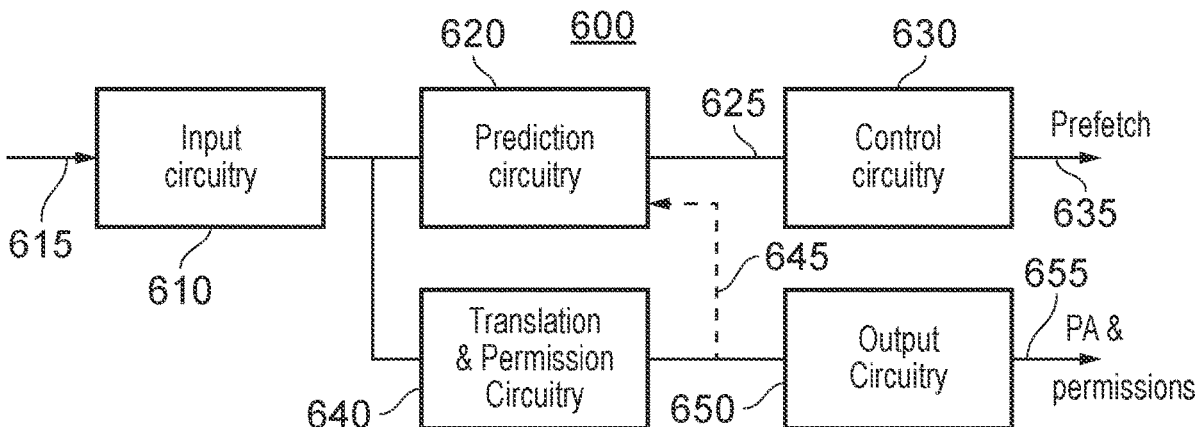 600
620
630
Input
circuitry
Prediction
circuitry
625
Control
circuitry
Prefetch
615
610
635
645
655
Translation
& Permission
Circuitry
Output
Circuitry
PA &
permissions
640
650